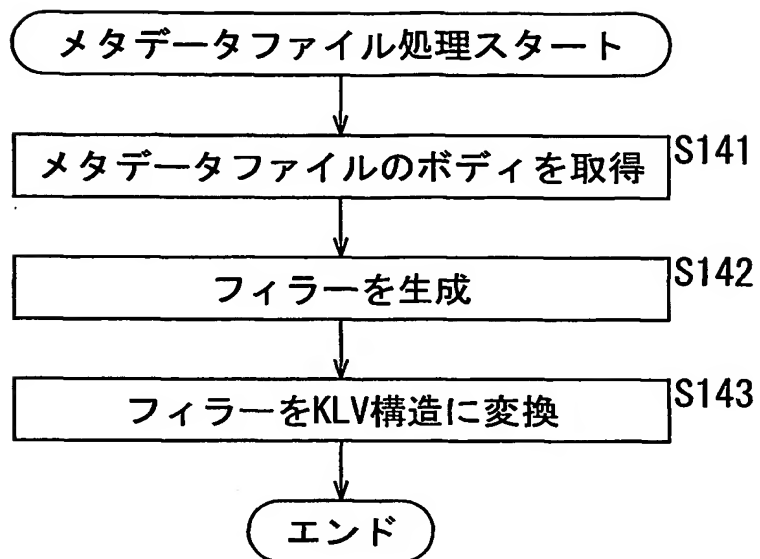 メタデータファイル処理スタート
メタデータファイルのボディを取得 S141
フィラーを生成 S142
フィラーをKLV構造に変換 S143
エンド